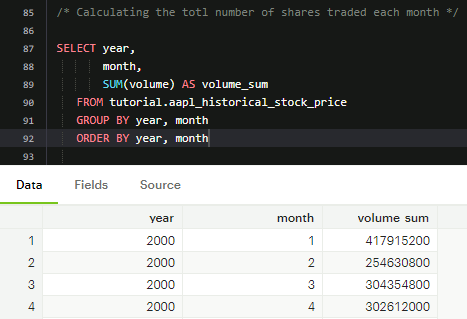 85 /* Calculating the totl number of shares traded each month */
86
87 SELECT year,
88 month,
89 SUM(volume) AS volume_sum
90 FROM tutorial.aapl_historical_stock_price
91 GROUP BY year, month
92 ORDER BY year, month
93
Data Fields Source
year month volume sum
1 2000 1 417915200
2 2000 2 254630800
3 2000 3 304354800
4 2000 4 302612000